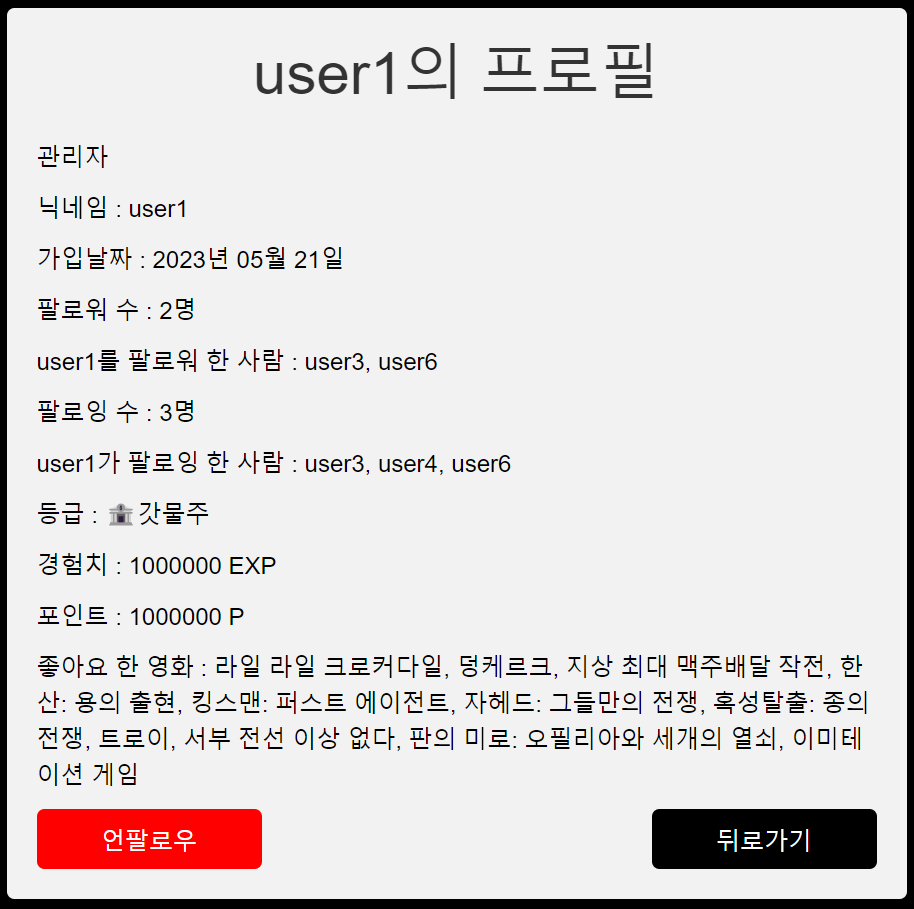 user1의 프로필
관리자
닉네임 : user1
가입날짜 : 2023년 05월 21일
팔로워 수 : 2명
user1를 팔로워 한 사람 : user3, user6
팔로잉 수 : 3명
user1가 팔로잉 한 사람 : user3, user4, user6
등급 : 🏦갓물주
경험치 : 1000000 EXP
포인트 : 1000000 P
좋아요 한 영화 : 라일 라일 크로커다일, 덩케르크, 지상 최대 맥주배달 작전, 한
산: 용의 출현, 킹스맨: 퍼스트 에이전트, 자헤드: 그들만의 전쟁, 혹성탈출: 종의
전쟁, 트로이, 서부 전선 이상 없다, 판의 미로: 오필리아와 세개의 열쇠, 이미테
이션 게임
언팔로우
뒤로가기